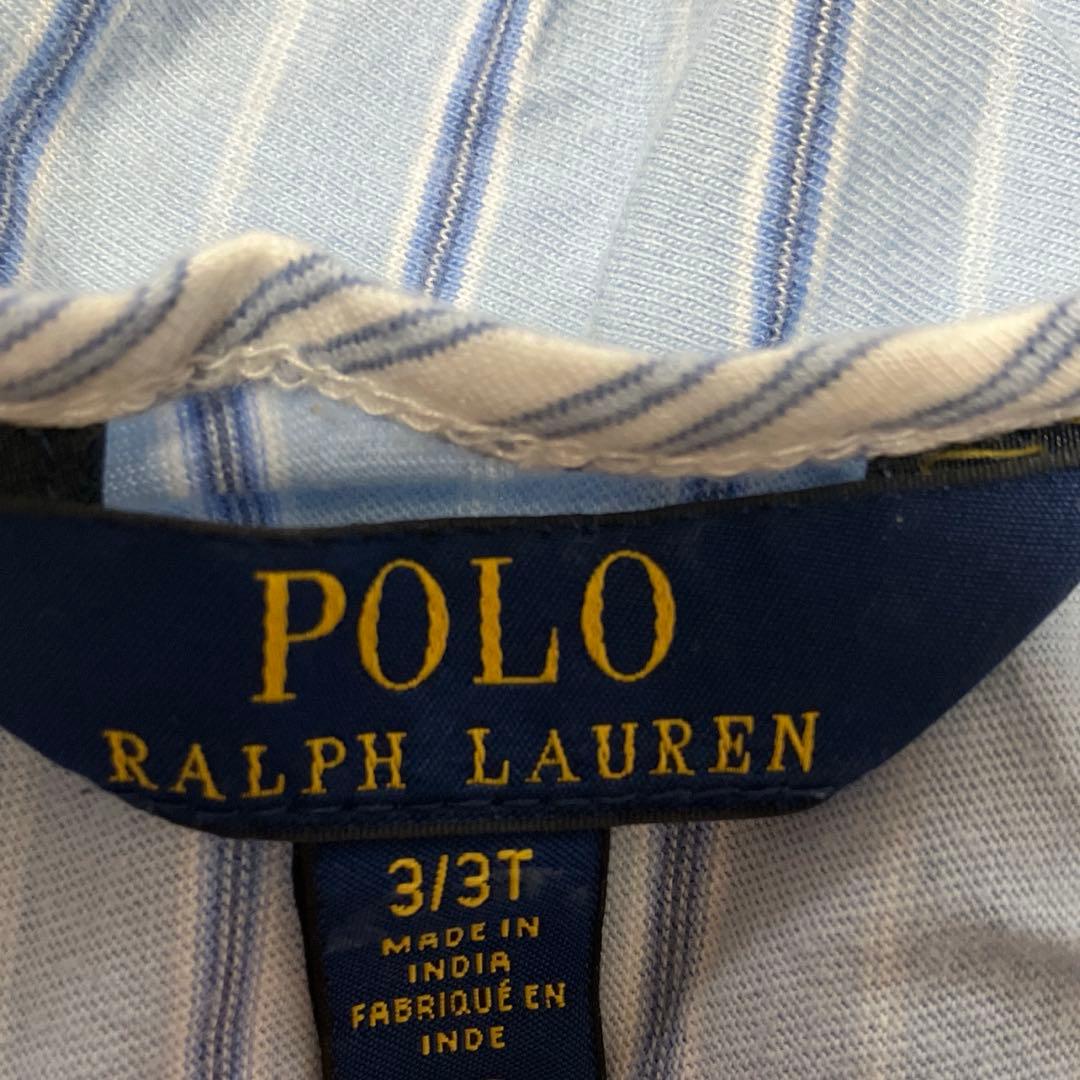 POLO
RALPH LAUREN
3/3T
MADE IN
INDIA
FABRIQUÉ EN
INDE